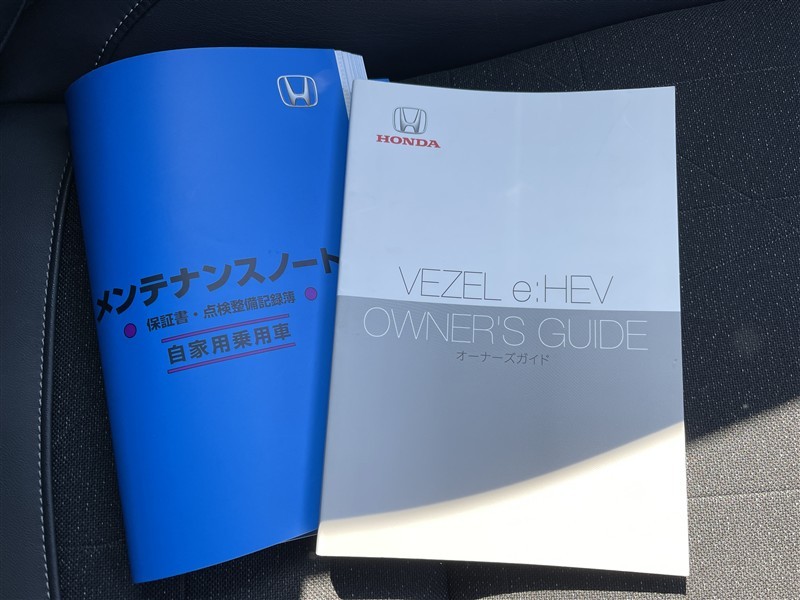 メンテナンスノート
保証書・点検整備記録簿
自家用乗用車
HONDA
VEZEL e:HEV
OWNER'S GUIDE
オーナーズガイド